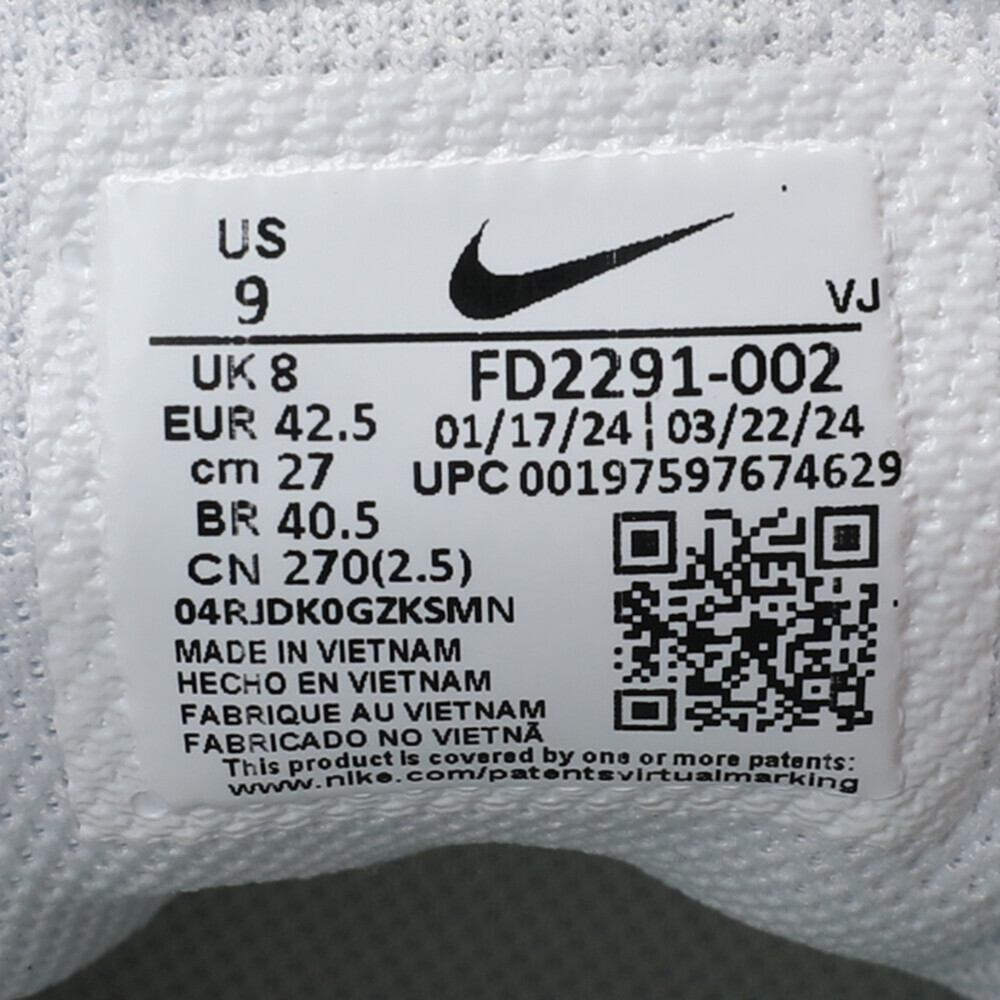 US
9
VJ
UK 8
FD2291-002
EUR 42.5
01/17/24 ¦ 03/22/24
cm 27
UPC 00197597674629
BR 40.5
CN 270(2.5)
04RJDK0GZKSMN
MADE IN VIETNAM
HECHO EN VIETNAM
FABRIQUE AU VIETNAM
FABRICADO NO VIETNÃ
This product is covered by one or more patents:
www.nike.com/patentsvirtualmarking